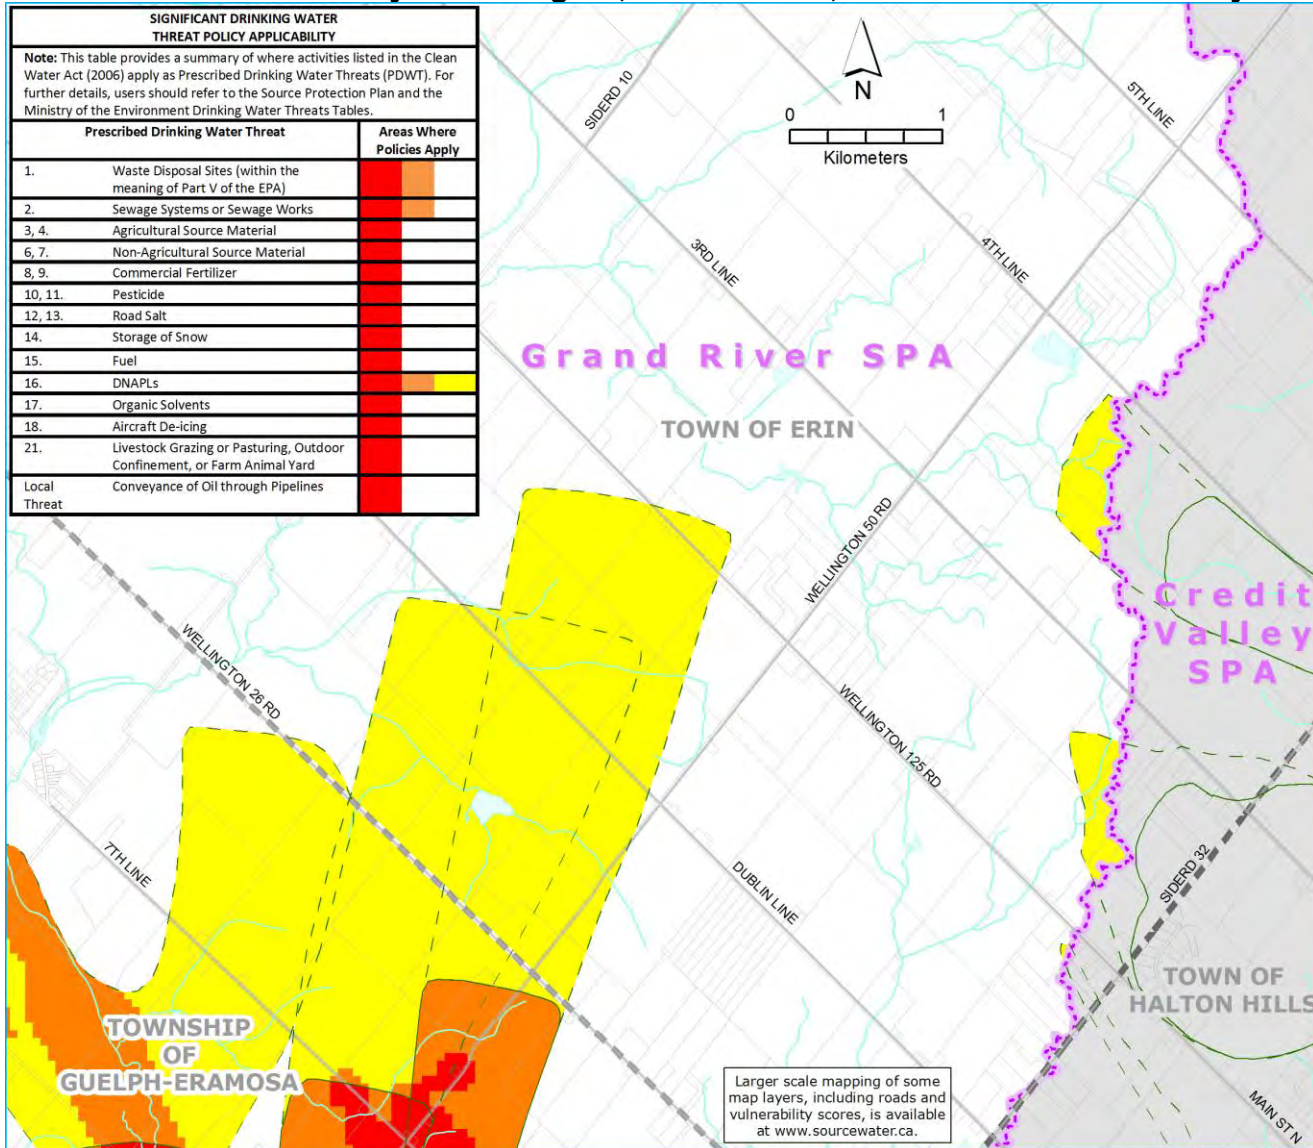 SIGNIFICANT DRINKING WATER
THREAT POLICY APPLICABILITY
Note: This table provides a summary of where activities listed in the Clean
Water Act (2006) apply as Prescribed Drinking Water Threats (PDWT). For
further details, users should refer to the Source Protection Plan and the
Ministry of the Environment Drinking Water Threats Tables.
Prescribed Drinking Water Threat Areas Where
Policies Apply
1. Waste Disposal Sites (within the
meaning of Part V of the EPA)
2. Sewage Systems or Sewage Works
3, 4. Agricultural Source Material
6, 7. Non-Agricultural Source Material
8, 9. Commercial Fertilizer
10, 11. Pesticide
12, 13. Road Salt
14. Storage of Snow
15. Fuel
16. DNAPLs
17. Organic Solvents
18. Aircraft De-icing
21. Livestock Grazing or Pasturing, Outdoor
Confinement, or Farm Animal Yard
Local Conveyance of Oil through Pipelines
Threat
N
0 1
Kilometers
SIDERD 10
5TH LINE
3RD LINE
4TH LINE
Grand River SPA
TOWN OF ERIN
WELLINGTON 50 RD
Credit
Valley
SPA
WELLINGTON 26 RD
WELLINGTON 125 RD
7TH LINE
DUBLIN LINE
SIDERD 32
TOWN OF
HALTON HILLS
TOWNSHIP
OF
GUELPH-ERAMOSA
Larger scale mapping of some
map layers, including roads and
vulnerability scores, is available
at www.sourcewater.ca.
MAIN ST N